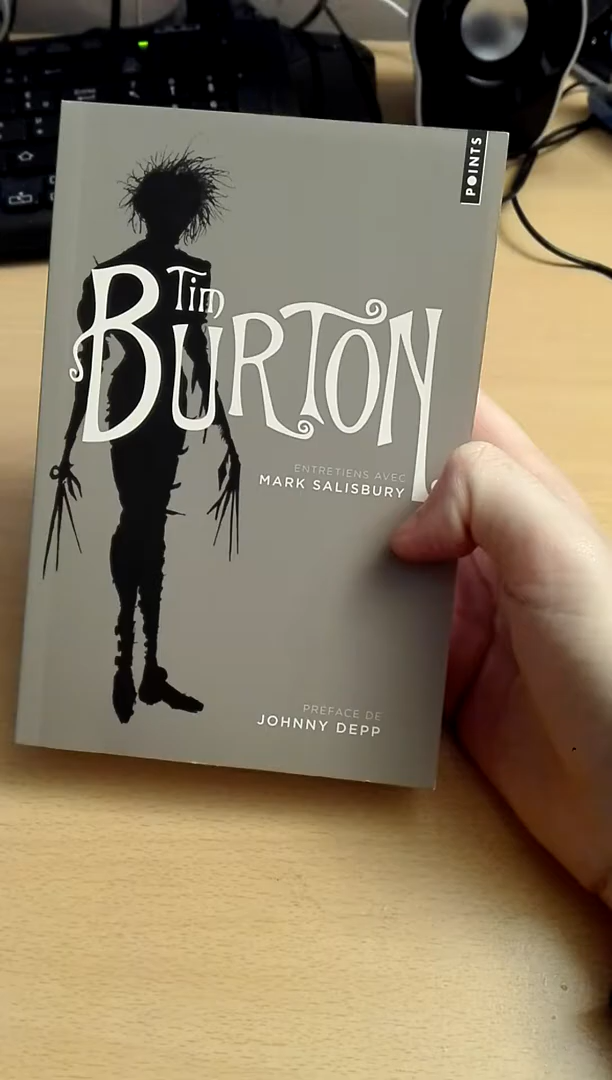 POINTS
Tim
BURTON
ENTRETIENS AVEC
MARK SALISBURY
PRÉFACE DE
JOHNNY DEPP